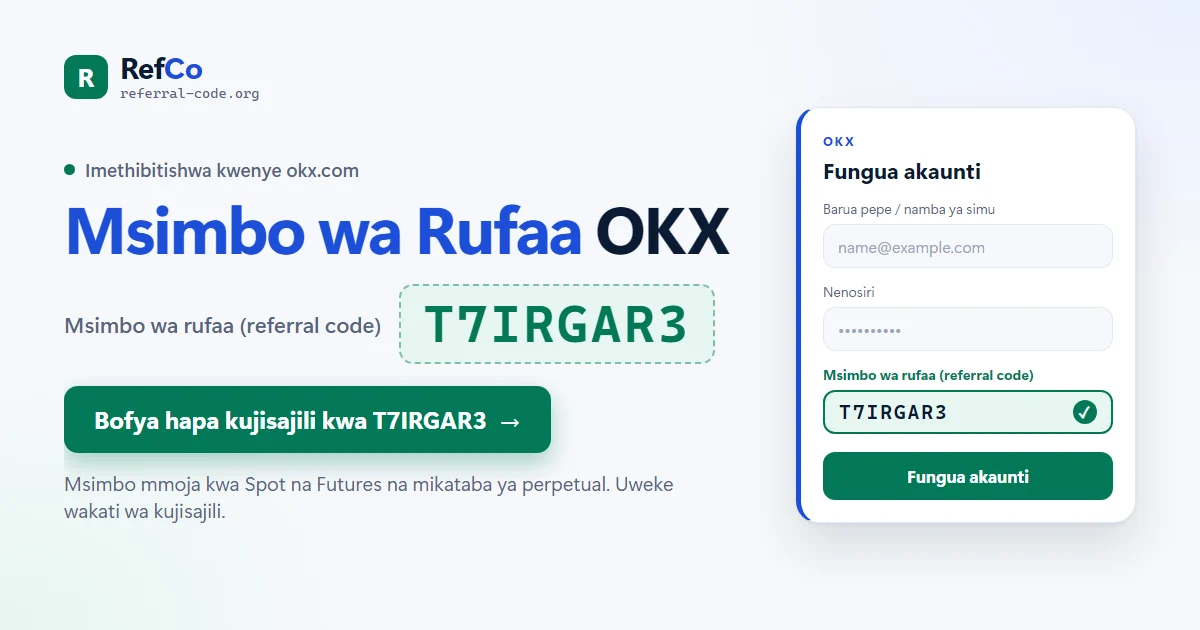 R
RefCo
referral-code.org
Imethibitishwa kwenye okx.com
Msimbo wa Rufaa OKX
Msimbo wa rufaa (referral code)
T7IRGAR3
Bofya hapa kujisajili kwa T7IRGAR3 →
Msimbo mmoja kwa Spot na Futures na mikataba ya perpetual. Uweke
wakati wa kujisajili.
OKX
Fungua akaunti
Barua pepe / namba ya simu
name@example.com
Nenosiri
••••••••••
Msimbo wa rufaa (referral code)
T7IRGAR3 ✓
Fungua akaunti